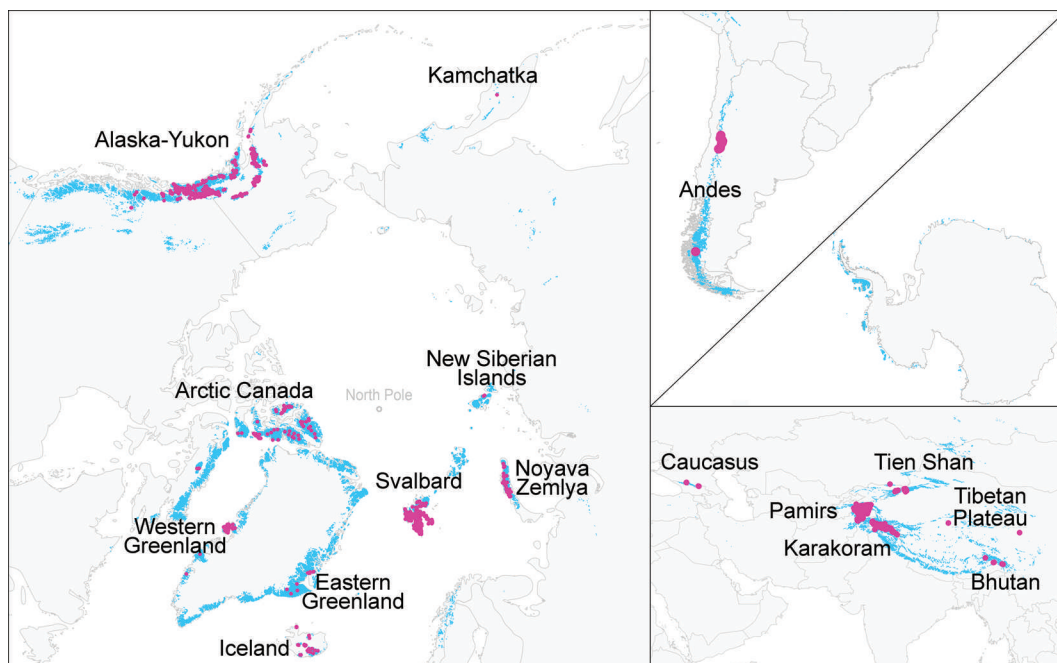 Kamchatka
Alaska-Yukon
New Siberian
Islands
Arctic Canada
North Pole
Svalbard
Noyava
Zemlya
Western
Greenland
Eastern
Greenland
Iceland
Andes
Caucasus
Tien Shan
Pamirs
Tibetan
Plateau
Karakoram
Bhutan